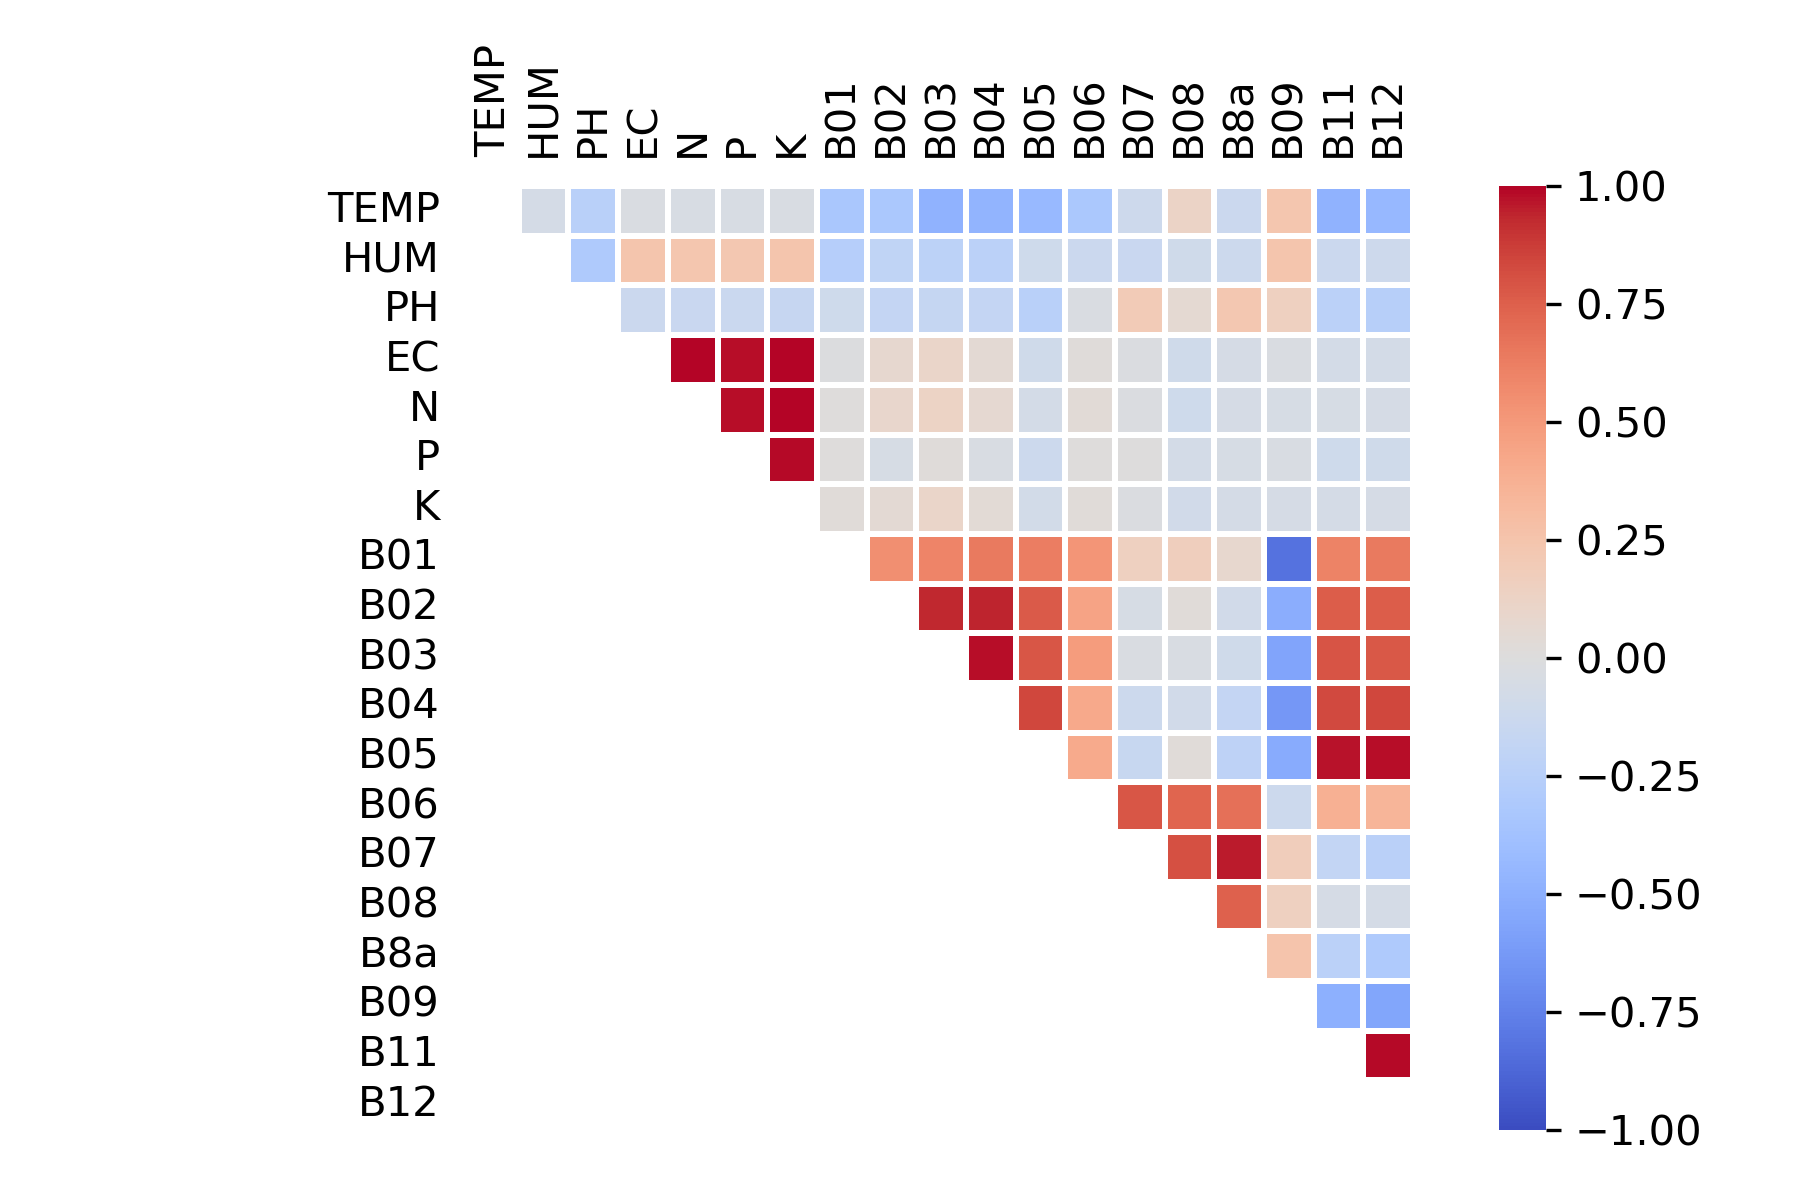 TEMP HUM PH EC N P K B01 B02 B03 B04 B05 B06 B07 B08 B8a B09 B11 B12
TEMP
HUM
PH
EC
N
P
K
B01
B02
B03
B04
B05
B06
B07
B08
B8a
B09
B11
B12
1.00
0.75
0.50
0.25
0.00
−0.25
−0.50
−0.75
−1.00